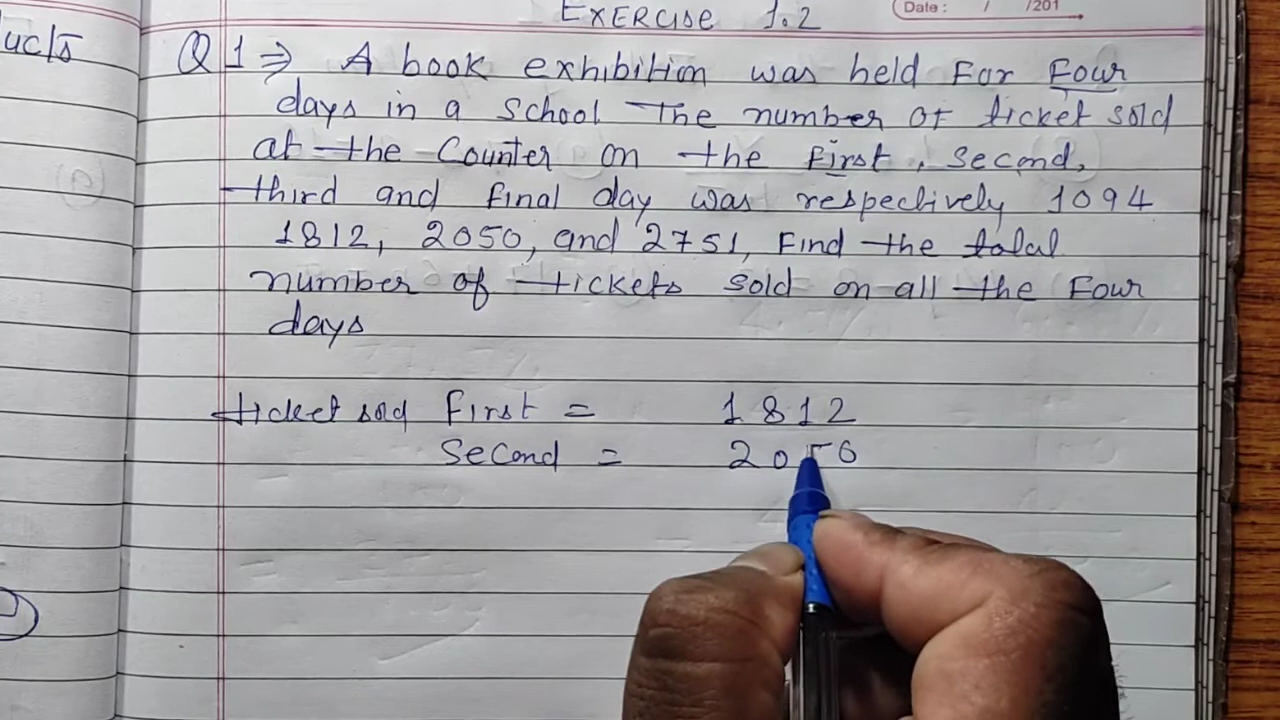 EXERCISE 1.2
Date : / /201
ucts
Q1⇒ A book exhibition was held For Four
days in a School The number of ticket sold
at the Counter on the First, Second,
third and final day was respectively 1094
1812, 2050, and 2751, Find the total
number of tickets sold on all the Four
days
ticket sold First = 1812
Second = 2050